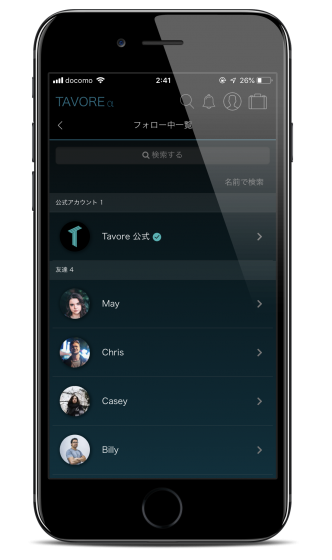 docomo 2:41 26%
TAVORE α
フォロー中一覧
検索する
名前で検索
公式アカウント 1
Tavore 公式
友達 4
May
Chris
Casey
Billy